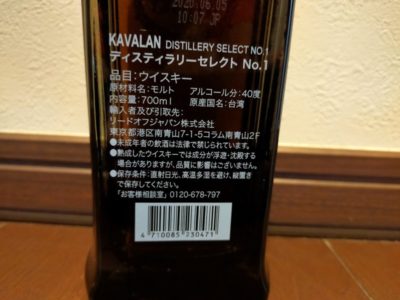 2020.06.05
10:07 JP
KAVALAN DISTILLERY SELECT NO.1
ディスティラリーセレクト No.1
品目:ウイスキー
原材料名:モルト アルコール分:40度
内容量:700ml 原産国名:台湾
輸入者及び引取先:
リードオフジャパン株式会社
東京都港区南青山7-1-5コラム南青山2F
●未成年者の飲酒は法律で禁じられています。
●熟成したウイスキーでは成分が浮遊・沈殿する
場合がありますが、品質に影響はございません。
●保存条件:直射日光、高温多湿を避け、縦置き
で保存してください。
「お客様相談室」0120-678-797
4 710085 230471